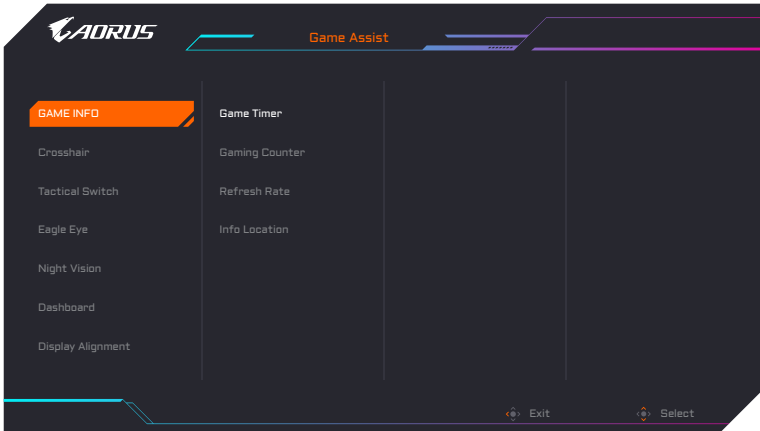 AORUS
Game Assist
GAME INFO
Game Timer
Crosshair
Gaming Counter
Tactical Switch
Refresh Rate
Eagle Eye
Info Location
Night Vision
Dashboard
Display Alignment
Exit
Select